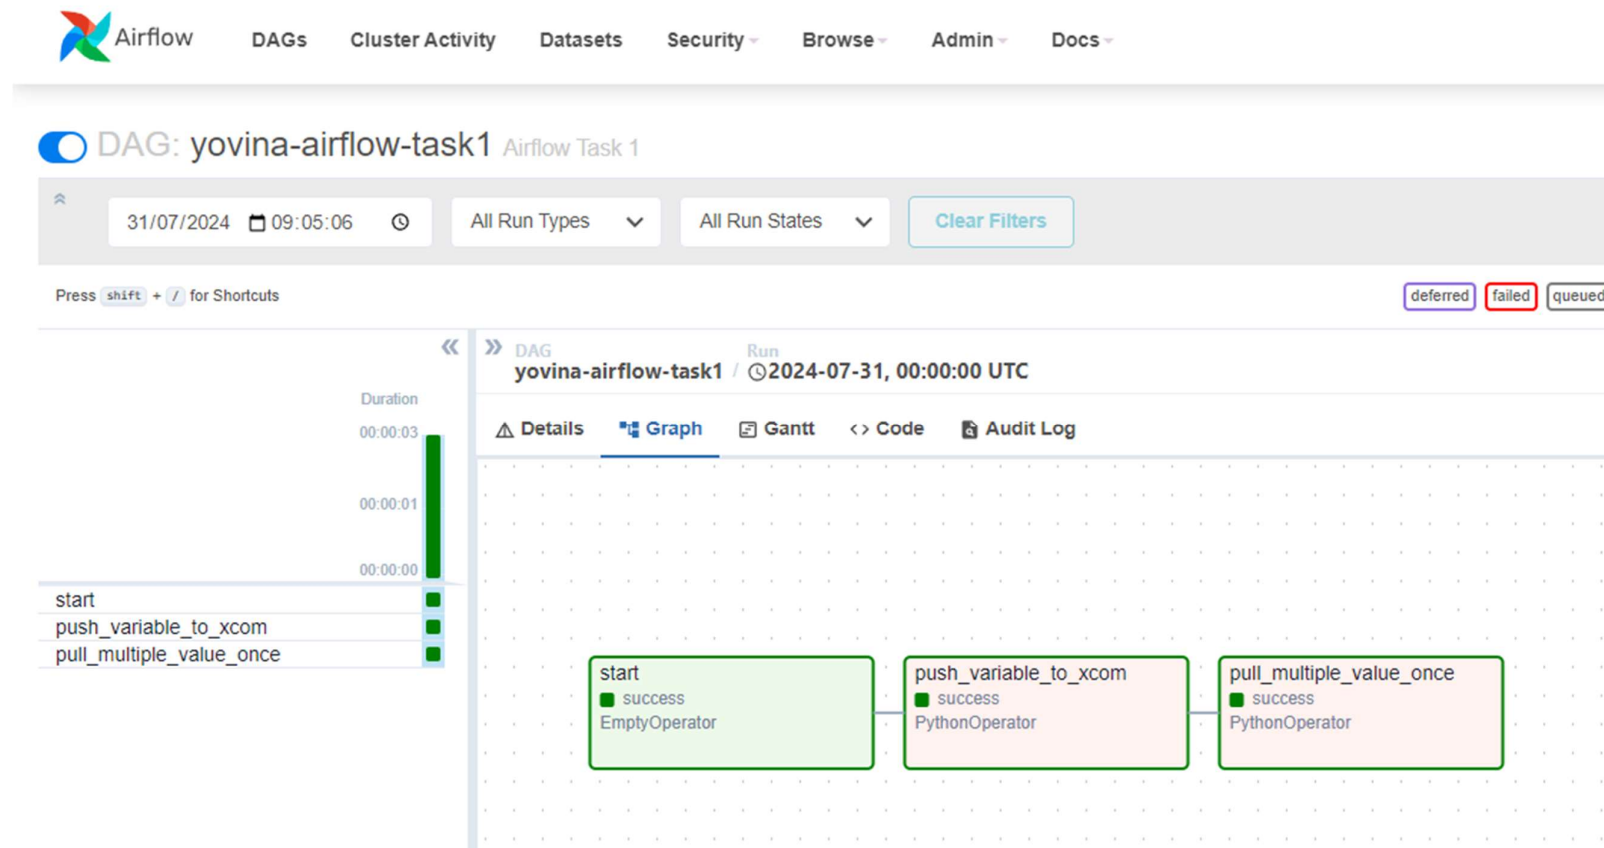 Airflow DAGs Cluster Activity Datasets Security Browse Admin Docs
DAG: yovina-airflow-task1 Airflow Task 1
31/07/2024 09:05:06 All Run Types All Run States Clear Filters
Press shift + / for Shortcuts deferred failed queued
DAG Run
yovina-airflow-task1 / 2024-07-31, 00:00:00 UTC
Duration
00:00:03
00:00:01
00:00:00
start
push_variable_to_xcom
pull_multiple_value_once
Details Graph Gantt Code Audit Log
start
success
EmptyOperator
push_variable_to_xcom
success
PythonOperator
pull_multiple_value_once
success
PythonOperator